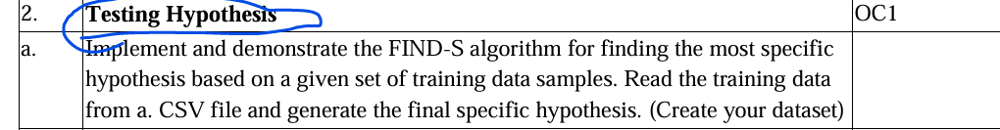 2. Testing Hypothesis OC1
a. Implement and demonstrate the FIND-S algorithm for finding the most specific
hypothesis based on a given set of training data samples. Read the training data
from a. CSV file and generate the final specific hypothesis. (Create your dataset)